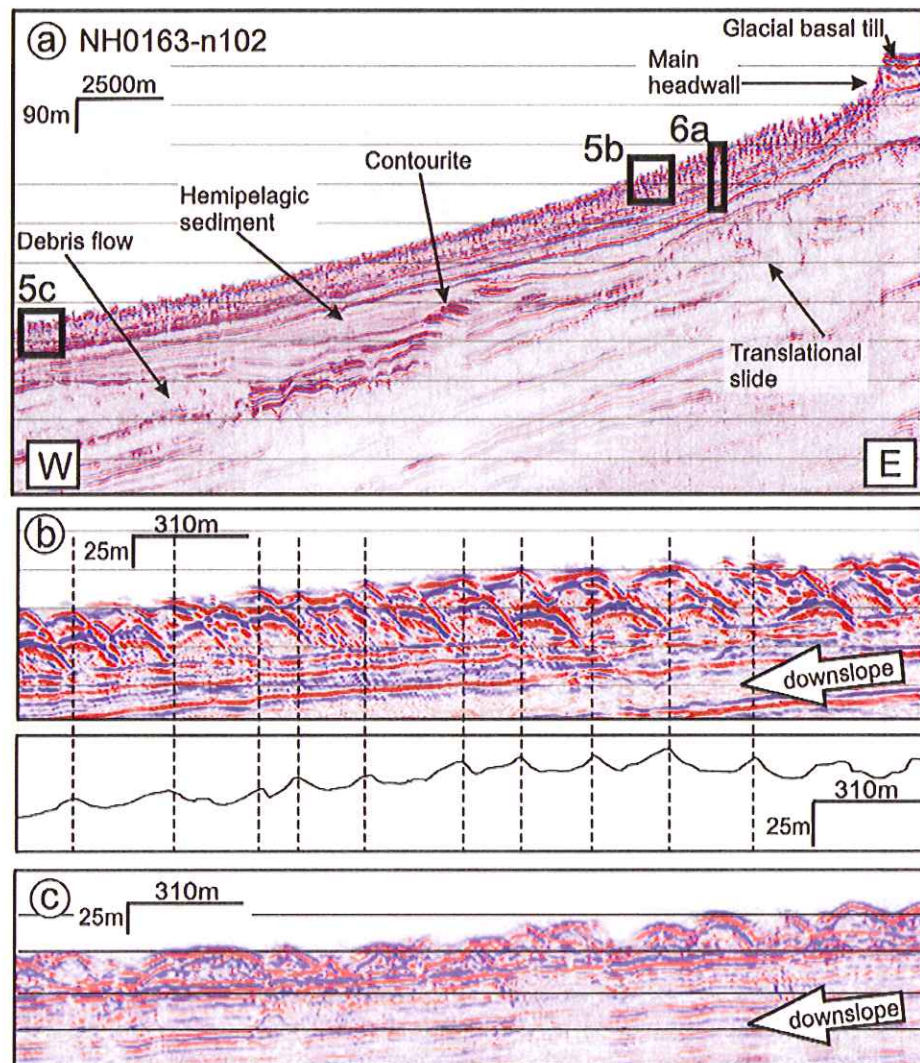 a NH0163-n102
Glacial basal till
2500m
90m
Main
headwall
5b
6a
Contourite
Hemipelagic
sediment
Debris flow
5c
Translational
slide
W
E
b
310m
25m
downslope
310m
25m
c
310m
25m
downslope